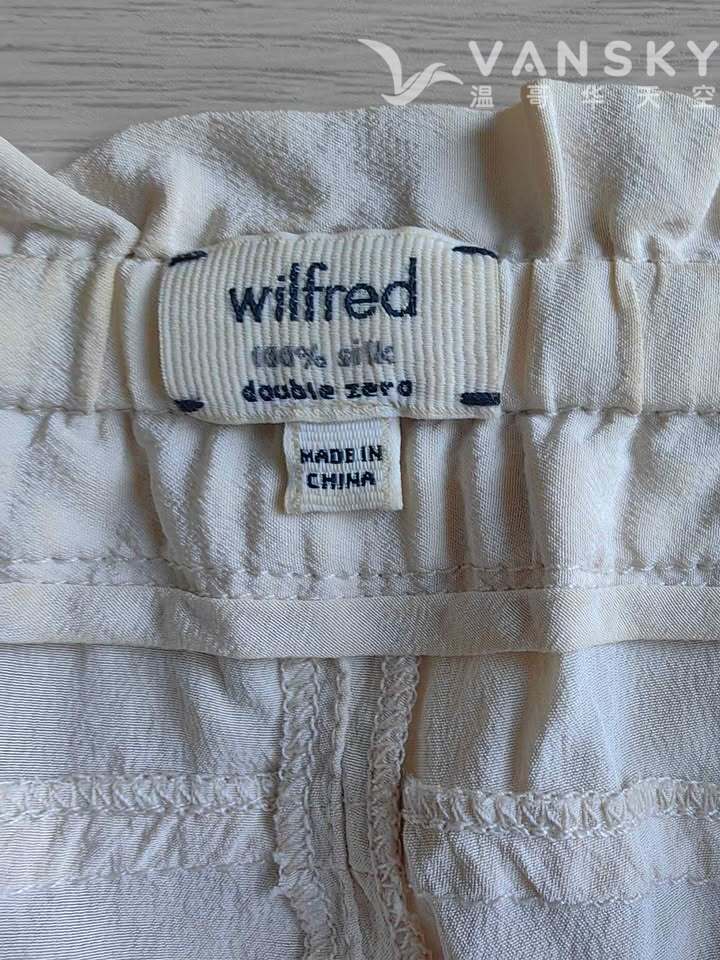 VANSKY
温哥华天空
wilfred
100% silk
double zero
MADE IN
CHINA